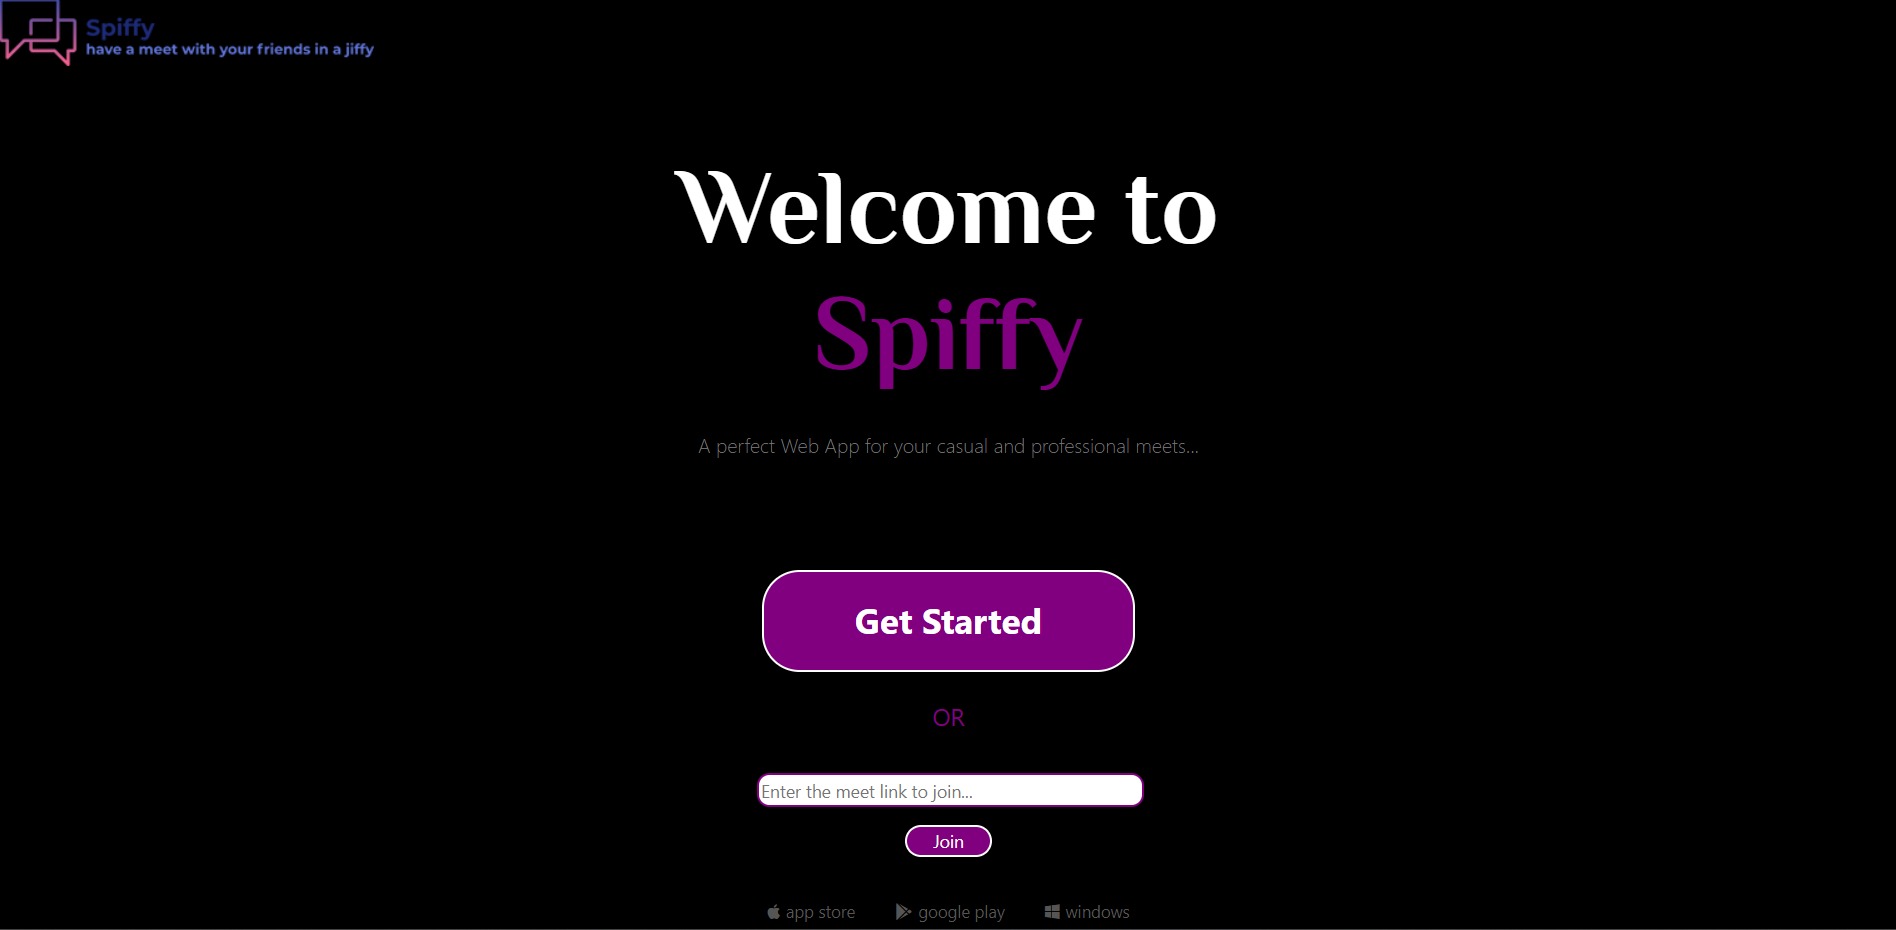 Spiffy
have a meet with your friends in a jiffy
Welcome to
Spiffy
A perfect Web App for your casual and professional meets...
Get Started
OR
Enter the meet link to join...
Join
app store google play windows